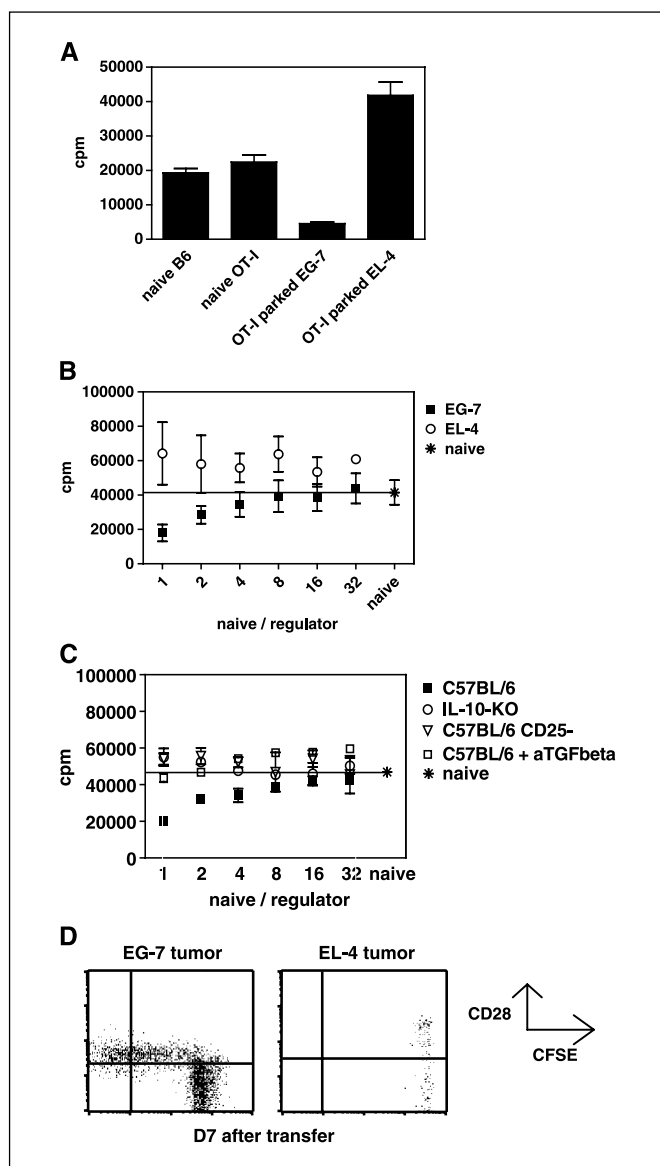 A
50000
40000
30000
20000
10000
0
cpm
naive B6
naive OT-I
OT-I parked EG-7
OT-I parked EL-4
B
100000
80000
60000
40000
20000
0
cpm
EG-7
EL-4
naive
1 2 4 8 16 32 naive
naive / regulator
C
100000
80000
60000
40000
20000
0
cpm
C57BL/6
IL-10-KO
C57BL/6 CD25-
C57BL/6 + aTGFbeta
naive
1 2 4 8 16 32 naive
naive / regulator
D
EG-7 tumor EL-4 tumor
CD28
CFSE
D7 after transfer